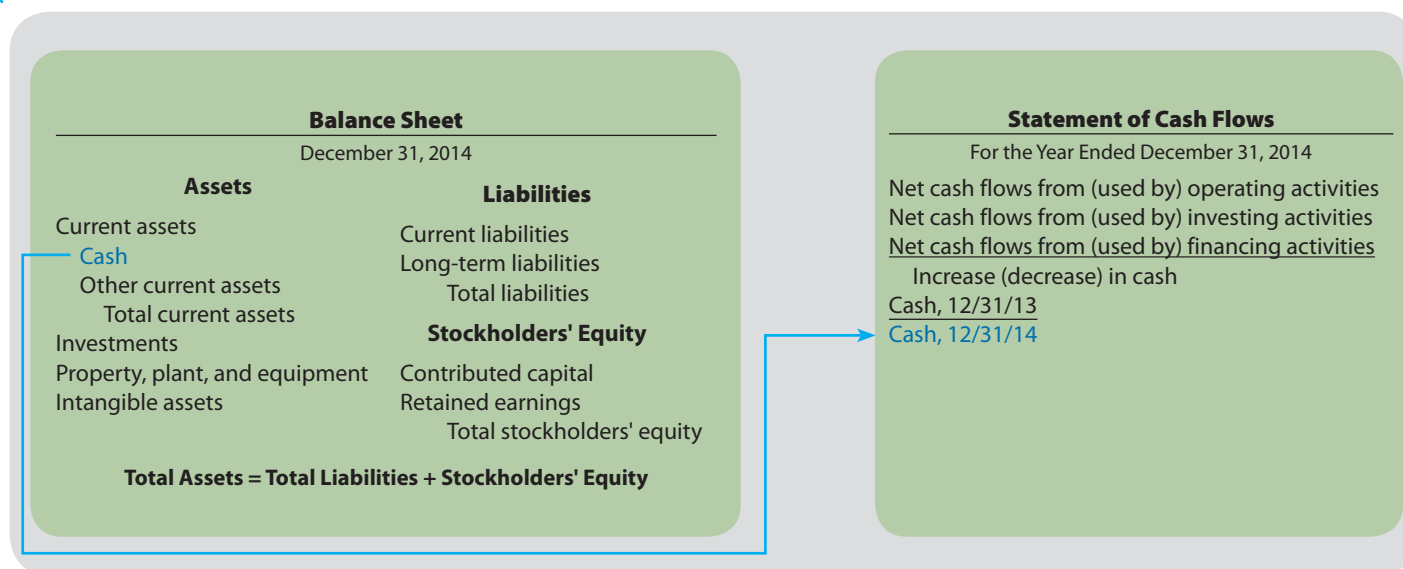 Balance Sheet
December 31, 2014
Assets
Current assets
Cash
Other current assets
Total current assets
Investments
Property, plant, and equipment
Intangible assets
Liabilities
Current liabilities
Long-term liabilities
Total liabilities
Stockholders' Equity
Contributed capital
Retained earnings
Total stockholders' equity
Total Assets = Total Liabilities + Stockholders' Equity
Statement of Cash Flows
For the Year Ended December 31, 2014
Net cash flows from (used by) operating activities
Net cash flows from (used by) investing activities
Net cash flows from (used by) financing activities
Increase (decrease) in cash
Cash, 12/31/13
Cash, 12/31/14